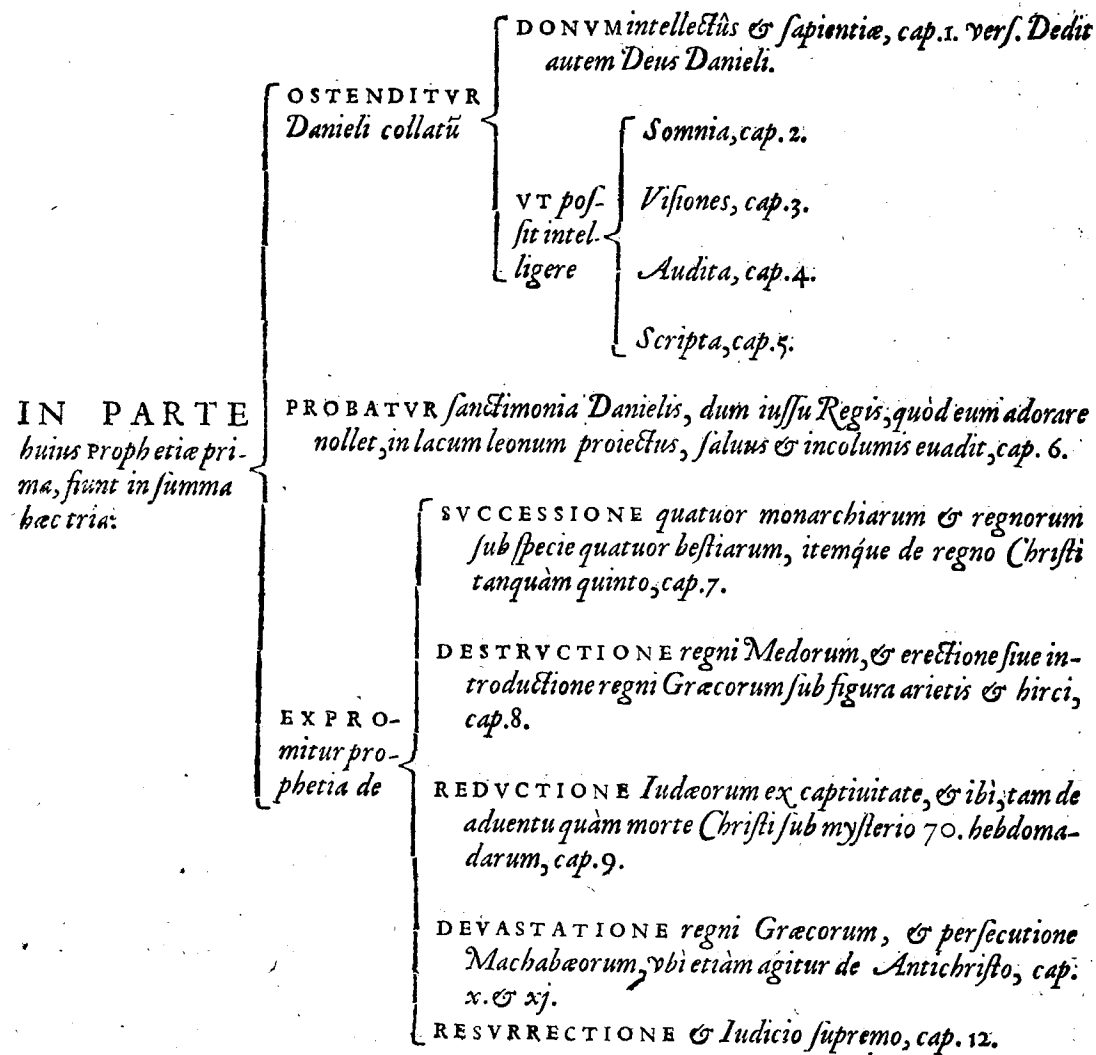 IN PARTE
huius Prophetiæ pri-
ma, fiunt in summa
hæc tria:
OSTENDITVR
Danieli collatũ
DONVM intellectûs & sapientiæ, cap.1. vers. Dedit
autem Deus Danieli.
VT pos-
sit intel-
ligere
Somnia, cap. 2.
Visiones, cap.3.
Audita, cap.4.
Scripta, cap.5.
PROBATVR sanctimonia Danielis, dum iussu Regis, quòd eum adorare
nollet, in lacum leonum proiectus, saluus & incolumis euadit, cap. 6.
EXPRO-
mitur pro-
phetia de
SVCCESSIONE quatuor monarchiarum & regnorum
sub specie quatuor bestiarum, itemq́ue de regno Christi
tanquàm quinto, cap.7.
DESTRVCTIONE regni Medorum, & erectione siue in-
troductione regni Græcorum sub figura arietis & hirci,
cap.8.
REDVCTIONE Iudæorum ex captiuitate, & ibì, tam de
aduentu quàm morte Christi sub mysterio 70. hebdoma-
darum, cap.9.
DEVASTATIONE regni Græcorum, & persecutione
Machabæorum, vbì etiàm agitur de Antichristo, cap.
x. & xj.
RESVRRECTIONE & Iudicio supremo, cap. 12.